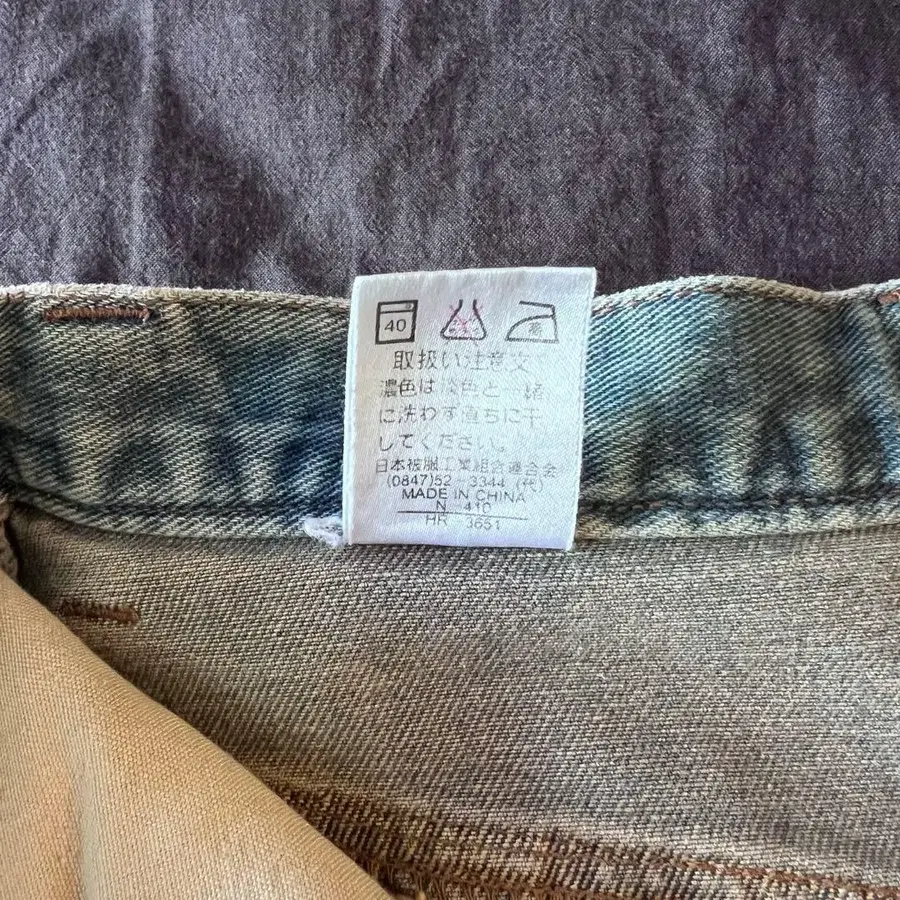 40 高
取扱い注意文
濃色は淡色と一緒
に洗わず直ちに干
してください。
日本被服工業組合連合会
(0847)52-3344 (代)
MADE IN CHINA
N 410
HR 3651